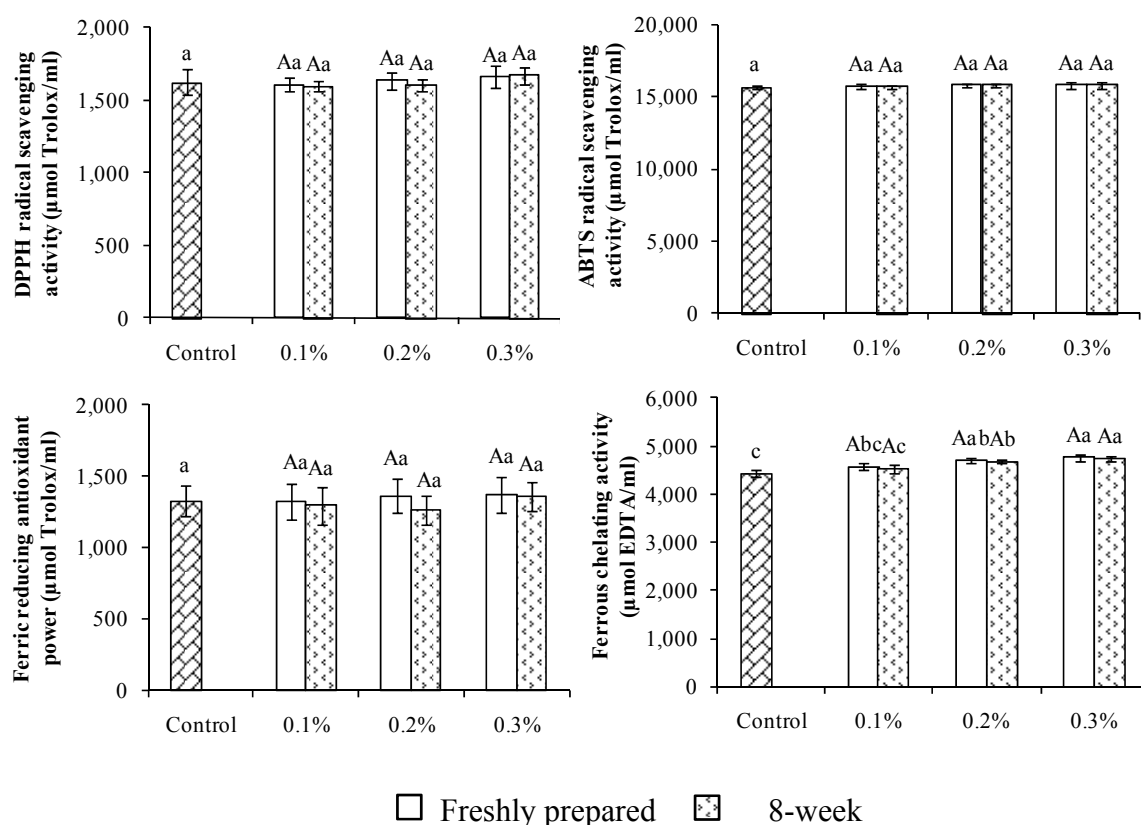 DPPH radical scavenging
activity (μmol Trolox/ml)
2,000
1,500
1,000
500
0
a
Aa Aa
Aa Aa
Aa Aa
Control 0.1% 0.2% 0.3%
ABTS radical scavenging
activity (μmol Trolox/ml)
20,000
15,000
10,000
5,000
0
a
Aa Aa
Aa Aa
Aa Aa
Control 0.1% 0.2% 0.3%
Ferric reducing antioxidant
power (μmol Trolox/ml)
2,000
1,500
1,000
500
0
a
Aa Aa
Aa Aa
Aa Aa
Control 0.1% 0.2% 0.3%
Ferrous chelating activity
(μmol EDTA/ml)
6,000
5,000
4,000
3,000
2,000
1,000
0
c
Abc Ac
Aab Ab
Aa Aa
Control 0.1% 0.2% 0.3%
Freshly prepared 8-week